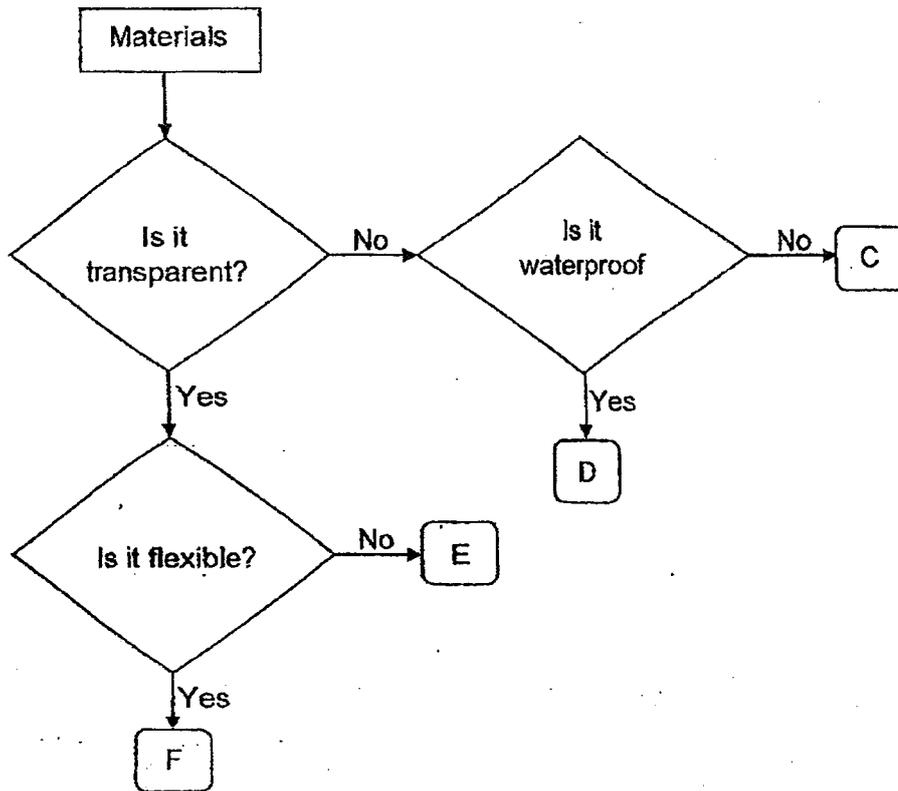 Materials
Is it
transparent?
No
Is it
waterproof
No
C
Yes
Yes
D
Is it flexible?
No
E
Yes
F